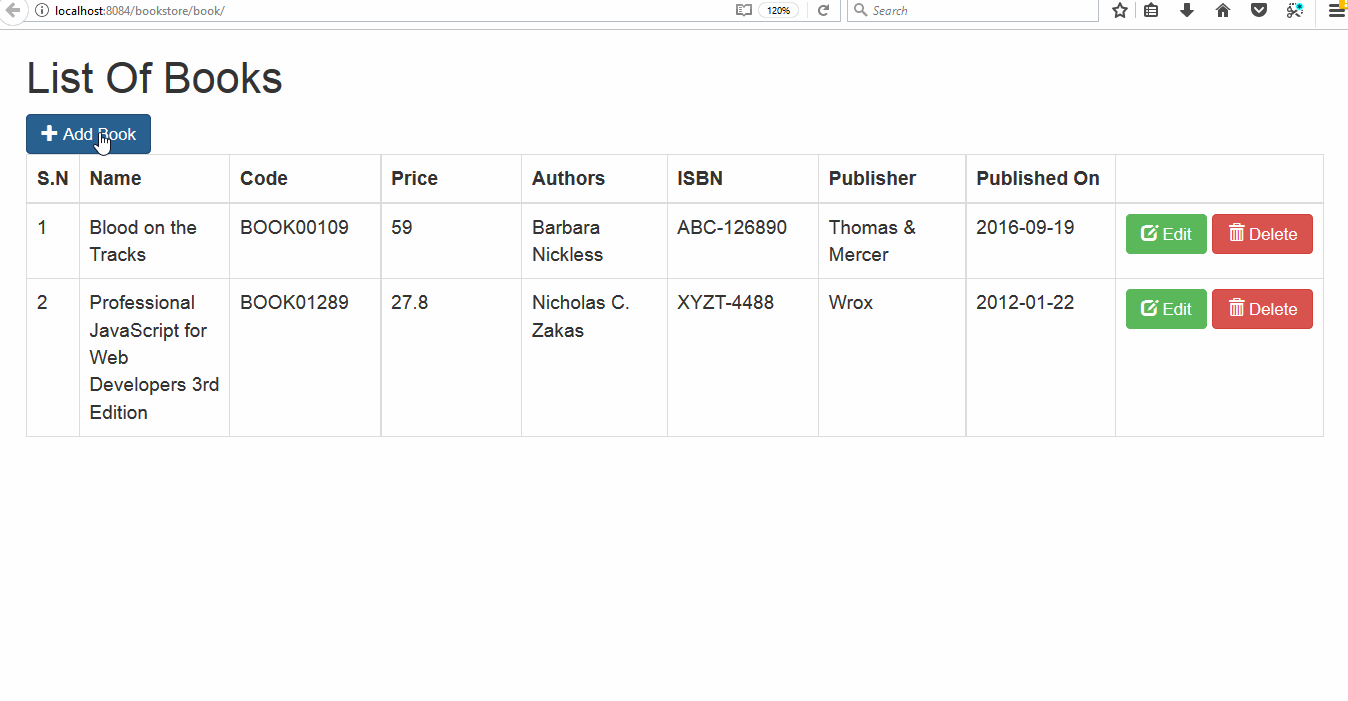 localhost:8084/bookstore/book/ 120% Search
List Of Books
Add Book
S.N Name Code Price Authors ISBN Publisher Published On
1 Blood on the BOOK00109 59 Barbara ABC-126890 Thomas & 2016-09-19 Edit Delete
Tracks Nickless Mercer
2 Professional BOOK01289 27.8 Nicholas C. XYZT-4488 Wrox 2012-01-22 Edit Delete
JavaScript for Zakas
Web
Developers 3rd
Edition